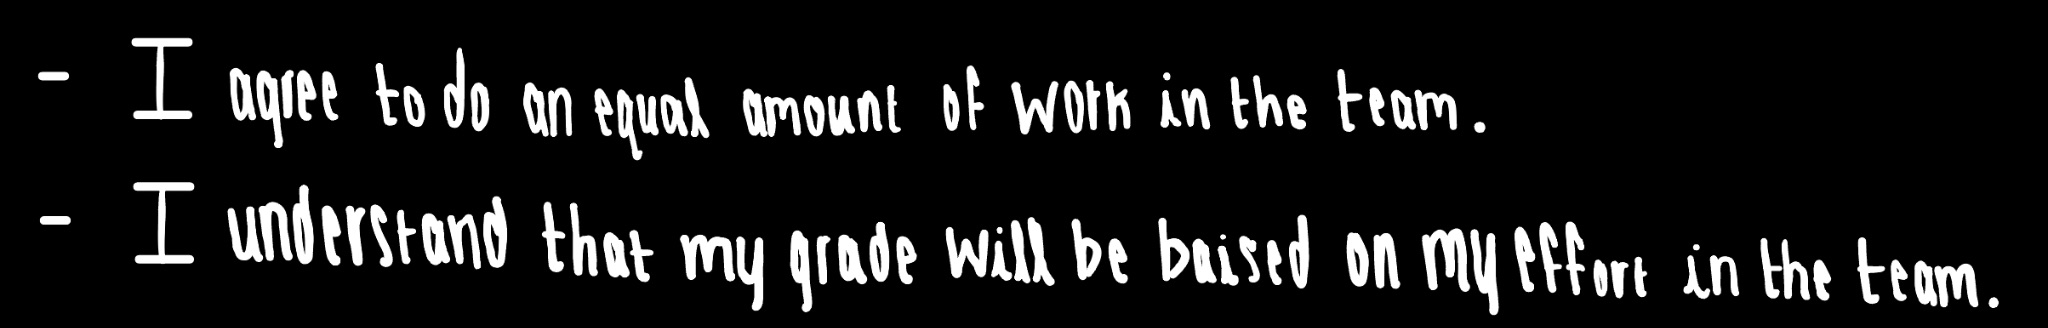 - I agree to do an equal amount of work in the team.
- I understand that my grade will be baised on my effort in the team.